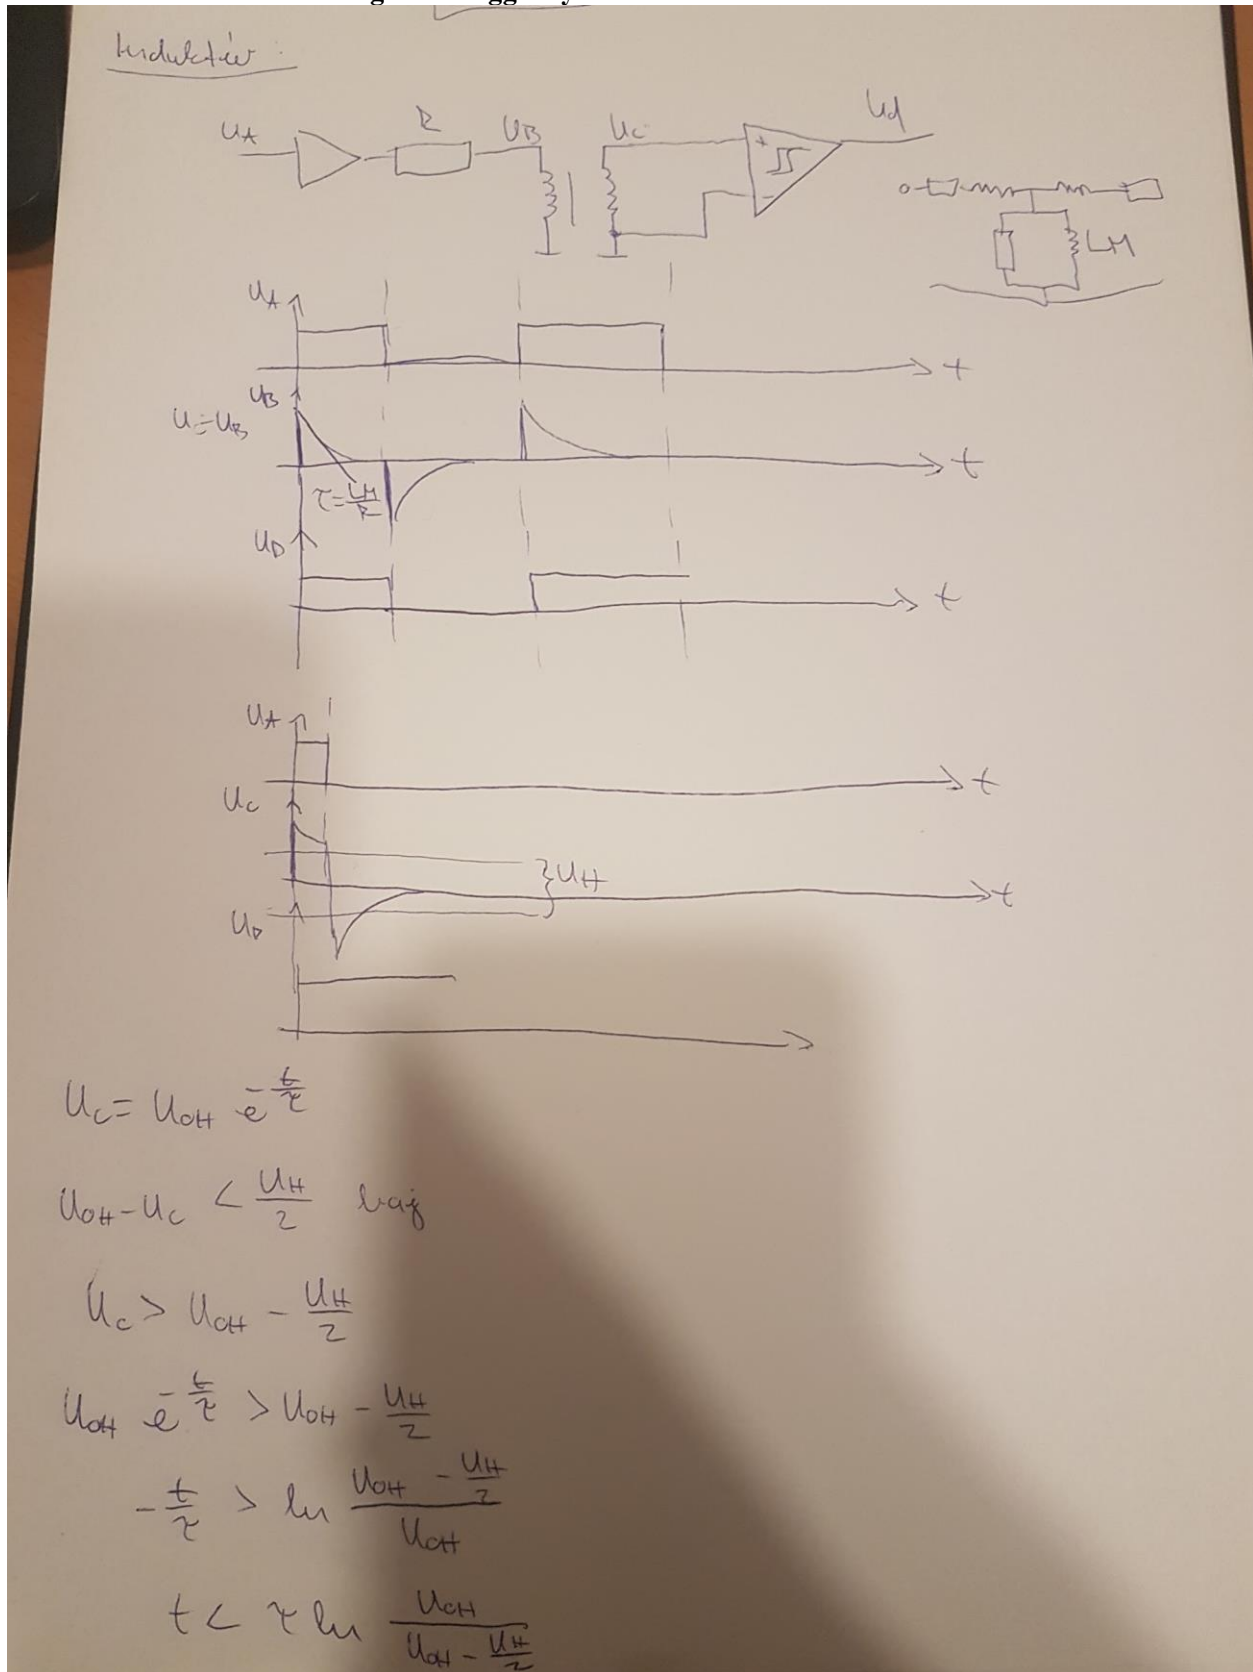 Induktív:
UA R UB Uc Ud
+
-
LM
UA
t
UB
U=UB
t
τ=LM/R
UD
t
UA
t
Uc
}UH
t
UD
Uc = UOH e^-t/τ
UOH - Uc < UH/2 baj
Uc > UOH - UH/2
UOH e^-t/τ > UOH - UH/2
-t/τ > ln (UOH - UH/2)/UOH
t < τ ln UOH/(UOH - UH/2)